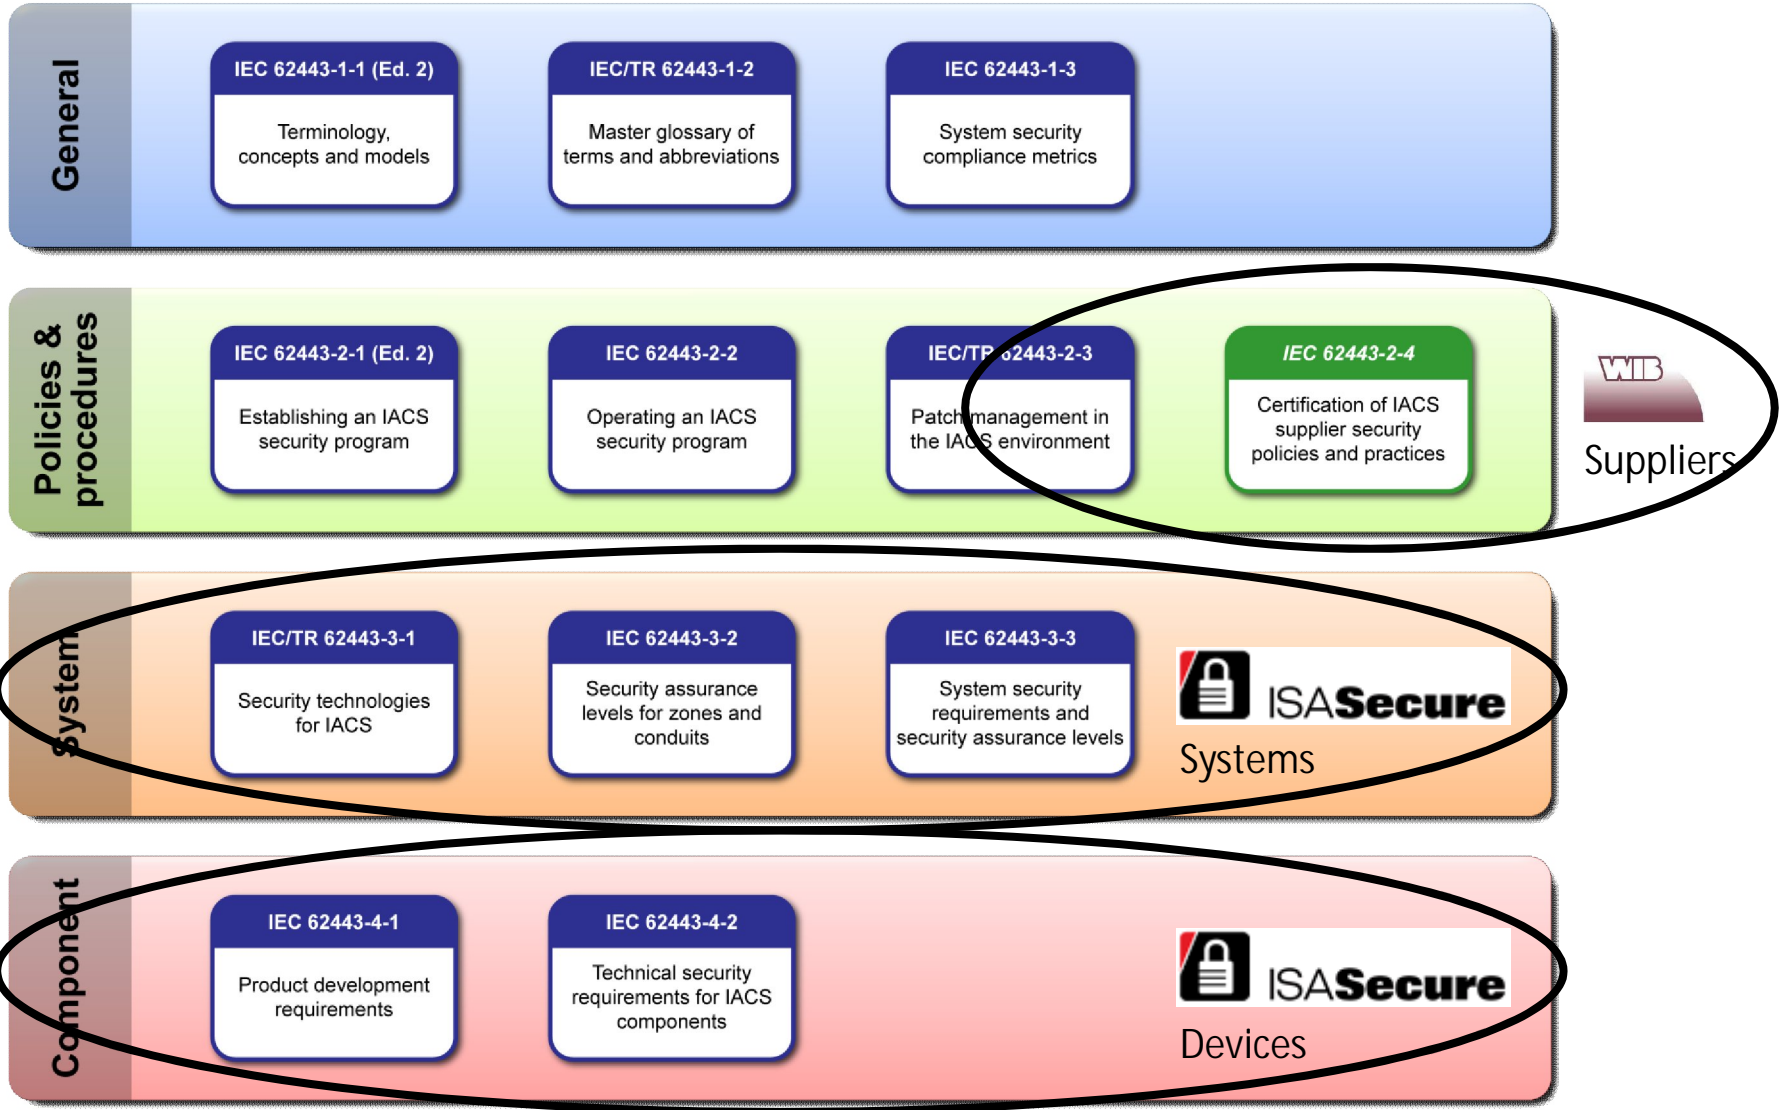 General
IEC 62443-1-1 (Ed. 2)
Terminology,
concepts and models
IEC/TR 62443-1-2
Master glossary of
terms and abbreviations
IEC 62443-1-3
System security
compliance metrics
Policies &
procedures
IEC 62443-2-1 (Ed. 2)
Establishing an IACS
security program
IEC 62443-2-2
Operating an IACS
security program
IEC/TR 62443-2-3
Patch management in
the IACS environment
IEC 62443-2-4
Certification of IACS
supplier security
policies and practices
WIB
Suppliers
System
IEC/TR 62443-3-1
Security technologies
for IACS
IEC 62443-3-2
Security assurance
levels for zones and
conduits
IEC 62443-3-3
System security
requirements and
security assurance levels
ISASecure
Systems
Component
IEC 62443-4-1
Product development
requirements
IEC 62443-4-2
Technical security
requirements for IACS
components
ISASecure
Devices